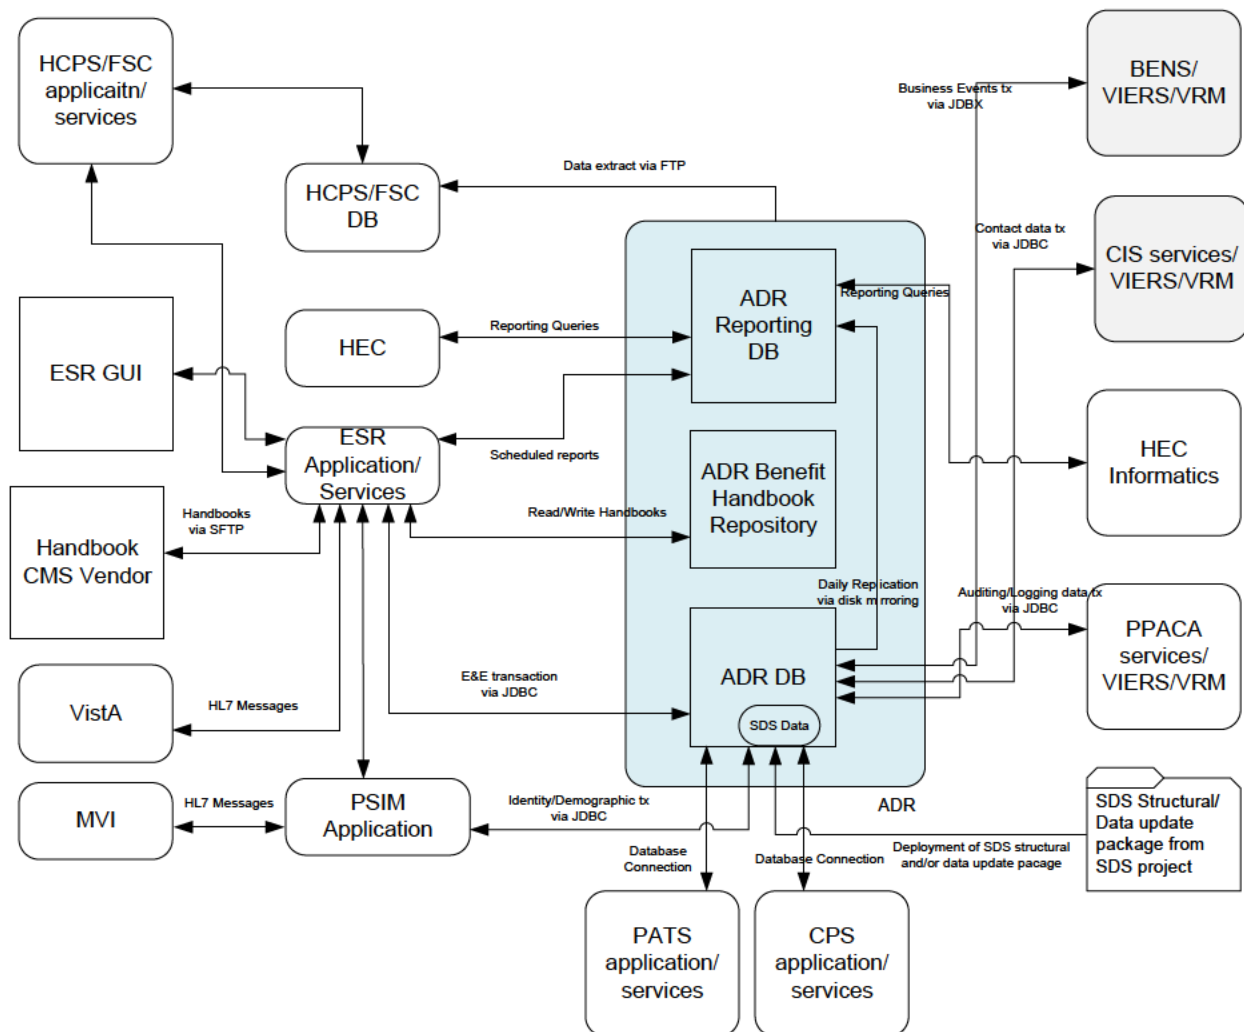 HCPS/FSC
applicaitn/
services
BENS/
VIERS/VRM
Business Events tx
via JDBX
HCPS/FSC
DB
Data extract via FTP
Contact data tx
via JDBC
CIS services/
VIERS/VRM
ADR
Reporting
DB
Reporting Queries
HEC
Reporting Queries
ESR GUI
ESR
Application/
Services
Scheduled reports
ADR Benefit
Handbook
Repository
HEC
Informatics
Handbooks
via SFTP
Read/Write Handbooks
Handbook
CMS Vendor
Daily Replication
via disk mirroring
Auditing/Logging data tx
via JDBC
PPACA
services/
VIERS/VRM
E&E transaction
via JDBC
ADR DB
SDS Data
VistA
HL7 Messages
MVI
HL7 Messages
PSIM
Application
Identity/Demographic tx
via JDBC
ADR
SDS Structural/
Data update
package from
SDS project
Database
Connection
Database Connection
Deployment of SDS structural
and/or data update pacage
PATS
application/
services
CPS
application/
services